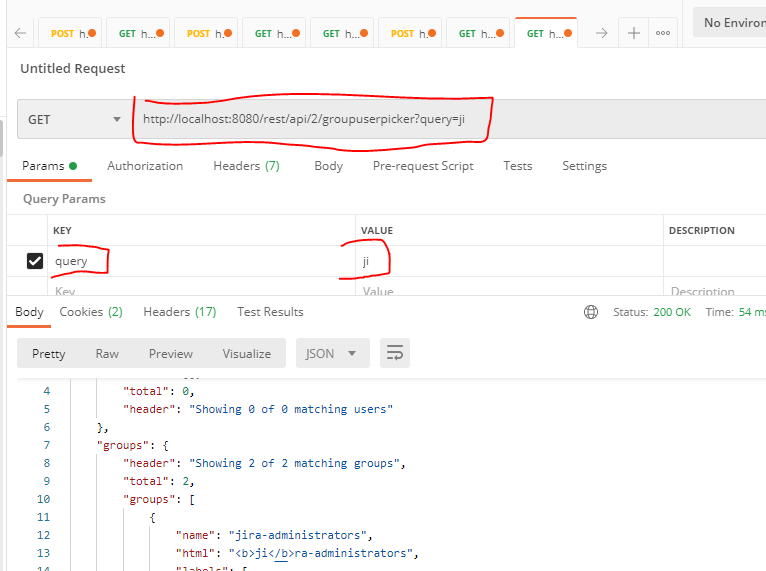 POST h. GET h... POST h. GET h... GET h... POST h. GET h... GET h... No Environ
Untitled Request
GET http://localhost:8080/rest/api/2/groupuserpicker?query=ji
Params Authorization Headers (7) Body Pre-request Script Tests Settings
Query Params
KEY VALUE DESCRIPTION
query ji
Key Value Description
Body Cookies (2) Headers (17) Test Results Status: 200 OK Time: 54 ms
Pretty Raw Preview Visualize JSON
4 "total": 0,
5 "header": "Showing 0 of 0 matching users"
6 },
7 "groups": {
8 "header": "Showing 2 of 2 matching groups",
9 "total": 2,
10 "groups": [
11 {
12 "name": "jira-administrators",
13 "html": "<b>ji</b>ra-administrators",
14 "labels": [